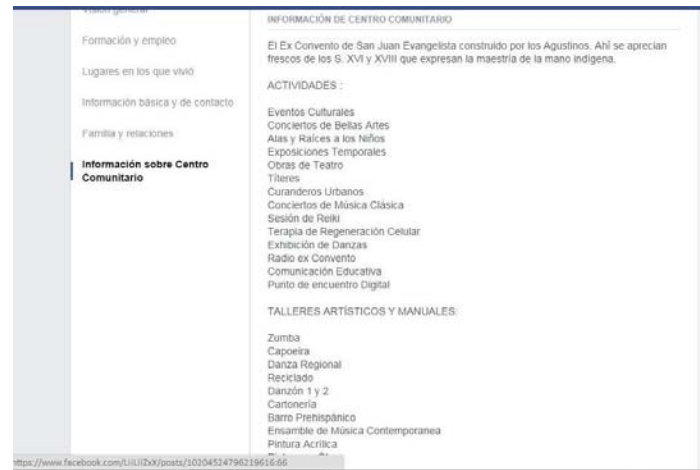 Visión general
Formación y empleo
Lugares en los que vivió
Información básica y de contacto
Familia y relaciones
Información sobre Centro
Comunitario
INFORMACIÓN DE CENTRO COMUNITARIO
El Ex Convento de San Juan Evangelista construido por los Agustinos. Ahí se aprecian
frescos de los S. XVI y XVIII que expresan la maestría de la mano indígena.
ACTIVIDADES :
Eventos Culturales
Conciertos de Bellas Artes
Alas y Raíces a los Niños
Exposiciones Temporales
Obras de Teatro
Títeres
Curanderos Urbanos
Conciertos de Música Clásica
Sesión de Reiki
Terapia de Regeneración Celular
Exhibición de Danzas
Radio ex Convento
Comunicación Educativa
Punto de encuentro Digital
TALLERES ARTÍSTICOS Y MANUALES:
Zumba
Capoeira
Danza Regional
Reciclado
Danzón 1 y 2
Cartonería
Barro Prehispánico
Ensamble de Música Contemporanea
Pintura Acrílica